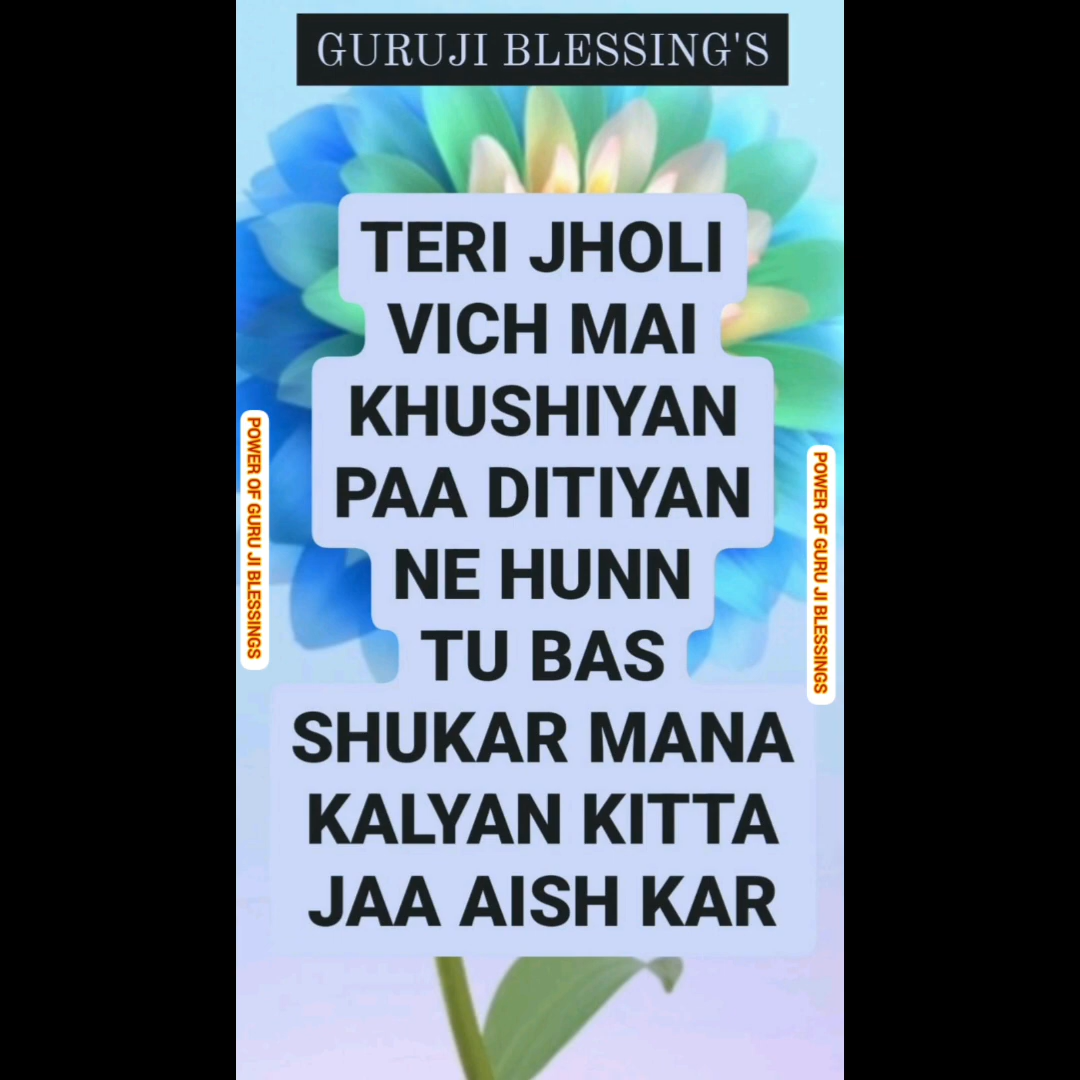 GURUJI BLESSING'S
TERI JHOLI
VICH MAI
KHUSHIYAN
PAA DITIYAN
NE HUNN
TU BAS
SHUKAR MANA
KALYAN KITTA
JAA AISH KAR
POWER OF GURU JI BLESSINGS
POWER OF GURU JI BLESSINGS